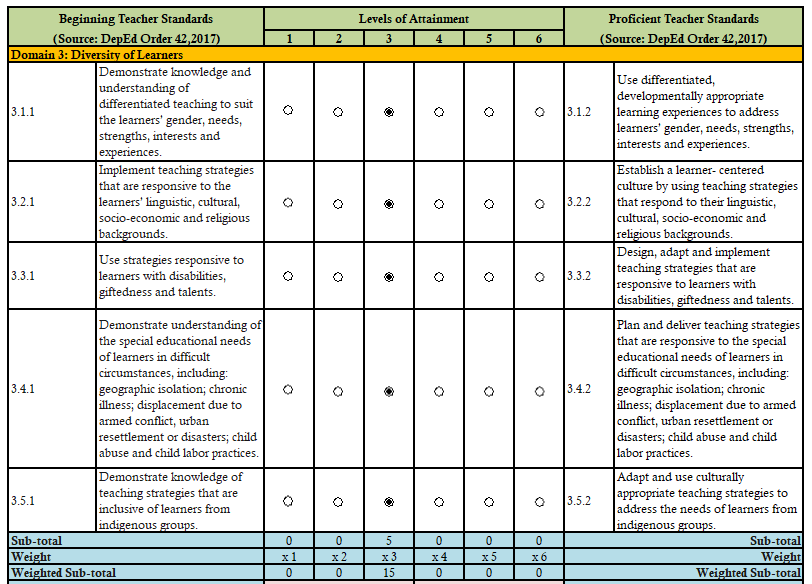 Beginning Teacher Standards
(Source: DepEd Order 42,2017)
Levels of Attainment
1 2 3 4 5 6
Proficient Teacher Standards
(Source: DepEd Order 42,2017)
Domain 3: Diversity of Learners
3.1.1
Demonstrate knowledge and
understanding of
differentiated teaching to suit
the learners' gender, needs,
strengths, interests and
experiences.
3.1.2
Use differentiated,
developmentally appropriate
learning experiences to address
learners' gender, needs, strengths,
interests and experiences.
3.2.1
Implement teaching strategies
that are responsive to the
learners' linguistic, cultural,
socio-economic and religious
backgrounds.
3.2.2
Establish a learner- centered
culture by using teaching strategies
that respond to their linguistic,
cultural, socio-economic and
religious backgrounds.
3.3.1
Use strategies responsive to
learners with disabilities,
giftedness and talents.
3.3.2
Design, adapt and implement
teaching strategies that are
responsive to learners with
disabilities, giftedness and talents.
3.4.1
Demonstrate understanding of
the special educational needs
of learners in difficult
circumstances, including:
geographic isolation; chronic
illness; displacement due to
armed conflict, urban
resettlement or disasters; child
abuse and child labor practices.
3.4.2
Plan and deliver teaching strategies
that are responsive to the special
educational needs of learners in
difficult circumstances, including:
geographic isolation; chronic
illness; displacement due to armed
conflict, urban resettlement or
disasters; child abuse and child
labor practices.
3.5.1
Demonstrate knowledge of
teaching strategies that are
inclusive of learners from
indigenous groups.
3.5.2
Adapt and use culturally
appropriate teaching strategies to
address the needs of learners from
indigenous groups.
Sub-total 0 0 5 0 0 0 Sub-total
Weight x 1 x 2 x 3 x 4 x 5 x 6 Weight
Weighted Sub-total 0 0 15 0 0 0 Weighted Sub-total